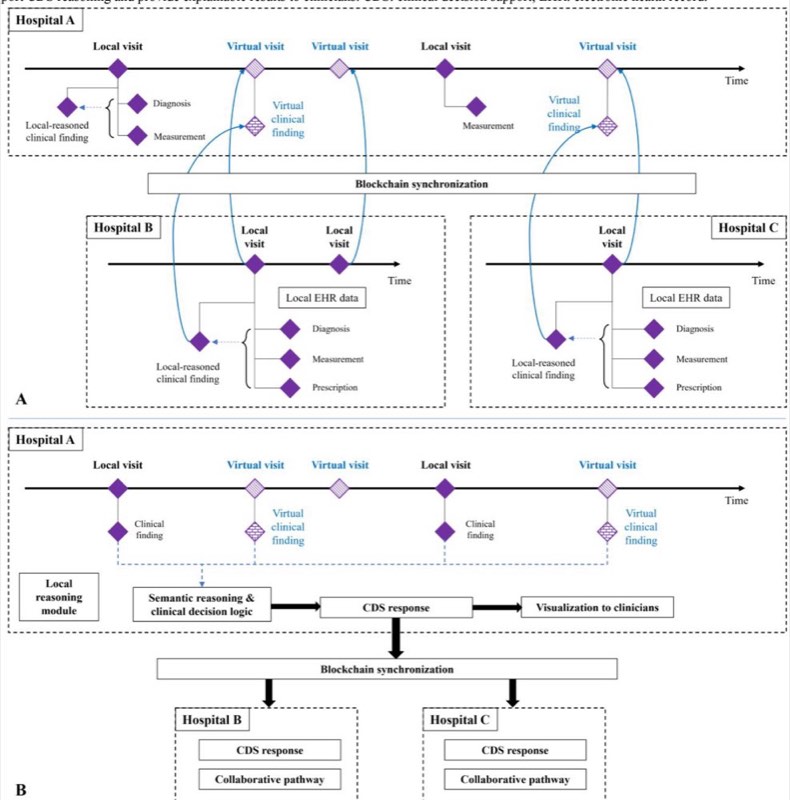 Hospital A
Local visit
Virtual visit
Virtual visit
Local visit
Virtual visit
Time
Diagnosis
Measurement
Local-reasoned
clinical finding
Virtual
clinical
finding
Measurement
Virtual
clinical
finding
Blockchain synchronization
Hospital B
Local
visit
Local
visit
Time
Local EHR data
Diagnosis
Measurement
Prescription
Local-reasoned
clinical finding
Hospital C
Local
visit
Time
Local EHR data
Diagnosis
Measurement
Prescription
Local-reasoned
clinical finding
A
Hospital A
Local visit
Virtual visit
Virtual visit
Local visit
Virtual visit
Time
Clinical
finding
Virtual
clinical
finding
Clinical
finding
Virtual
clinical
finding
Local
reasoning
module
Semantic reasoning &
clinical decision logic
CDS response
Visualization to clinicians
Blockchain synchronization
Hospital B
CDS response
Collaborative pathway
Hospital C
CDS response
Collaborative pathway
B